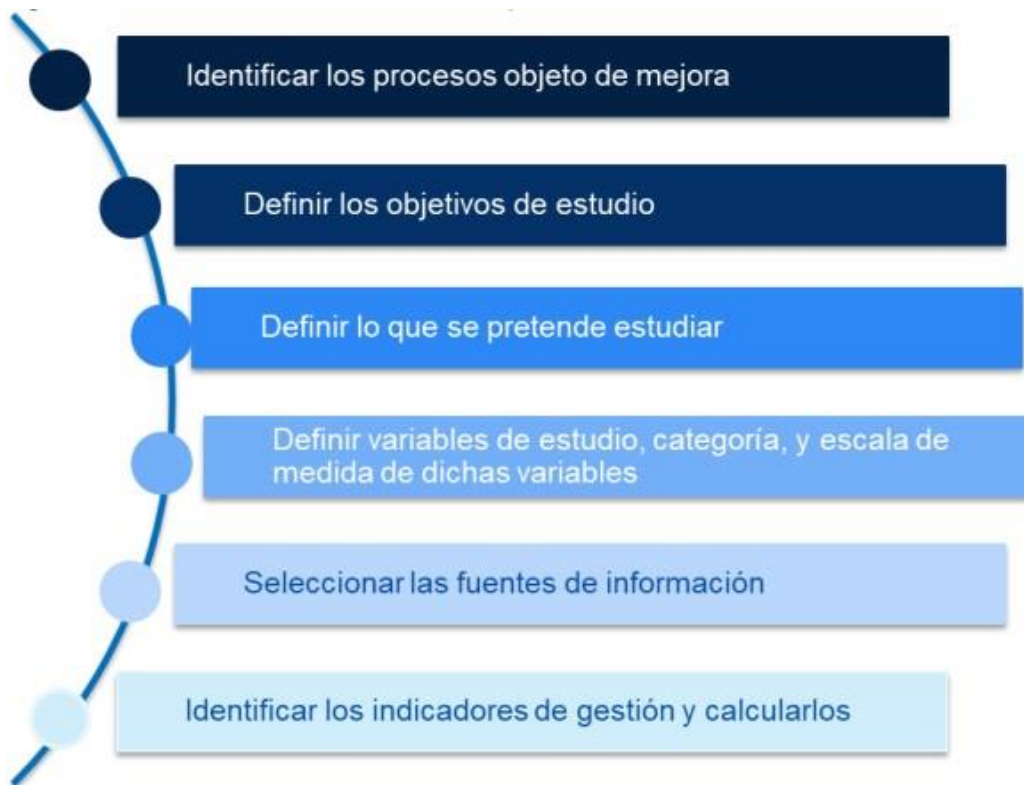 Identificar los procesos objeto de mejora
Definir los objetivos de estudio
Definir lo que se pretende estudiar
Definir variables de estudio, categoría, y escala de
medida de dichas variables
Seleccionar las fuentes de información
Identificar los indicadores de gestión y calcularlos